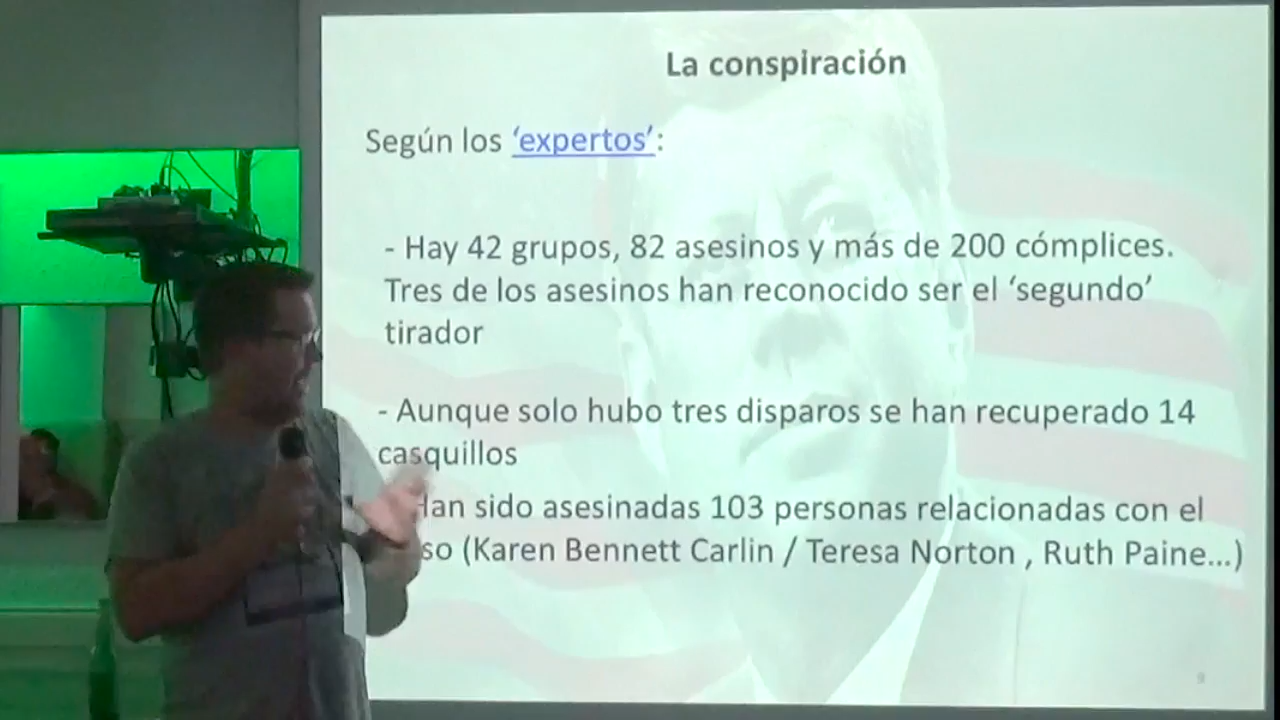 La conspiración
Según los ‘expertos’:
- Hay 42 grupos, 82 asesinos y más de 200 cómplices.
Tres de los asesinos han reconocido ser el ‘segundo’
tirador
- Aunque solo hubo tres disparos se han recuperado 14
casquillos
sido asesinadas 103 personas relacionadas con el
(Karen Bennett Carlin / Teresa Norton , Ruth Paine...)
9